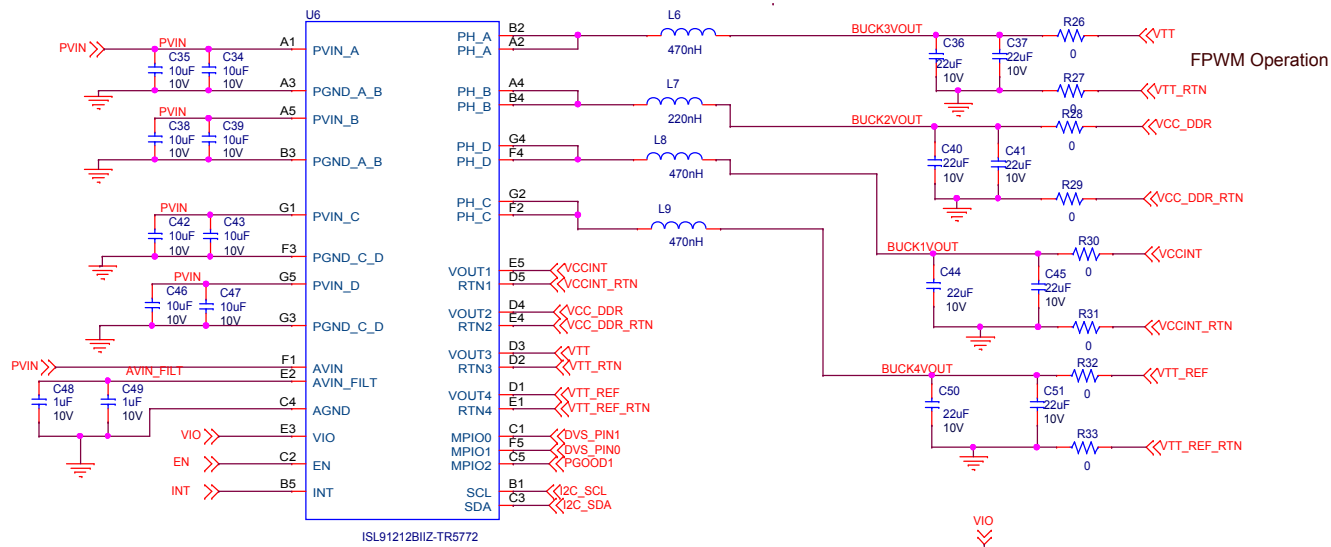 U6
PVIN
PVIN
A1
PVIN_A
C35
10uF
10V
C34
10uF
10V
A3
PGND_A_B
PVIN
A5
PVIN_B
C38
10uF
10V
C39
10uF
10V
B3
PGND_A_B
PVIN
G1
PVIN_C
C42
10uF
10V
C43
10uF
10V
F3
PGND_C_D
PVIN
G5
PVIN_D
C46
10uF
10V
C47
10uF
10V
G3
PGND_C_D
PVIN
F1
AVIN
AVIN_FILT
E2
AVIN_FILT
C48
1uF
10V
C49
1uF
10V
C4
AGND
VIO
E3
VIO
EN
C2
EN
INT
B5
INT
PH_A
B2
PH_A
A2
PH_B
A4
PH_B
B4
PH_D
G4
PH_D
F4
PH_C
G2
PH_C
F2
VOUT1
E5
VCCINT
RTN1
D5
VCCINT_RTN
VOUT2
D4
VCC_DDR
RTN2
E4
VCC_DDR_RTN
VOUT3
D3
VTT
RTN3
D2
VTT_RTN
VOUT4
D1
VTT_REF
RTN4
E1
VTT_REF_RTN
MPIO0
C1
DVS_PIN1
MPIO1
F5
DVS_PIN0
MPIO2
C5
PGOOD1
SCL
B1
I2C_SCL
SDA
C3
I2C_SDA
ISL91212BIIZ-TR5772
L6
470nH
L7
220nH
L8
470nH
L9
470nH
BUCK3VOUT
C36
22uF
10V
C37
22uF
10V
R26
0
VTT
R27
0
VTT_RTN
FPWM Operation
BUCK2VOUT
C40
22uF
10V
C41
22uF
10V
R28
0
VCC_DDR
R29
0
VCC_DDR_RTN
BUCK1VOUT
C44
22uF
10V
C45
22uF
10V
R30
0
VCCINT
R31
0
VCCINT_RTN
BUCK4VOUT
C50
22uF
10V
C51
22uF
10V
R32
0
VTT_REF
R33
0
VTT_REF_RTN
VIO